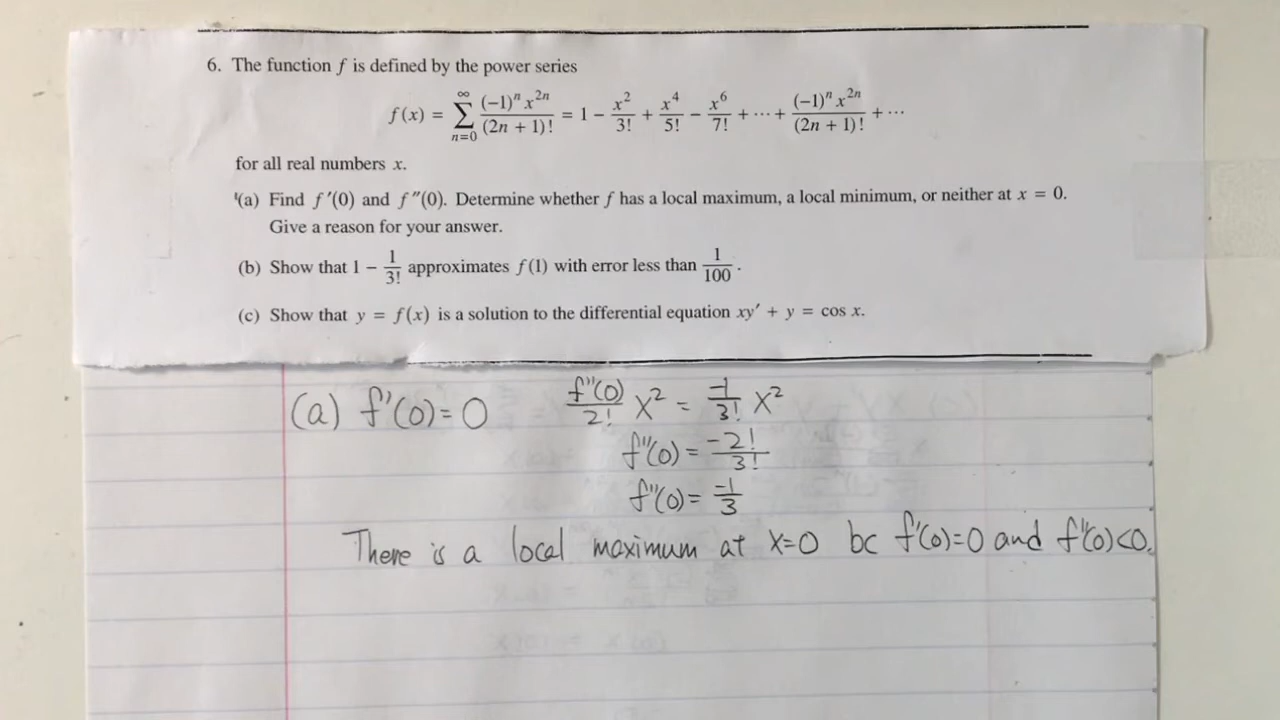 6. The function f is defined by the power series
f(x) = ∑_{n=0}^{∞} (-1)^n x^{2n} / (2n + 1)! = 1 − x^2/3! + x^4/5! − x^6/7! + ⋯ + (-1)^n x^{2n} / (2n + 1)! + ⋯
for all real numbers x.
(a) Find f ′(0) and f ″(0). Determine whether f has a local maximum, a local minimum, or neither at x = 0.
Give a reason for your answer.
(b) Show that 1 − 1/3! approximates f(1) with error less than 1/100.
(c) Show that y = f(x) is a solution to the differential equation xy′ + y = cos x.
(a) f'(0) = 0 f''(0)/2! x^2 = -1/3! x^2
f''(0) = -2!/3!
f''(0) = -1/3
There is a local maximum at x=0 bc f'(0)=0 and f''(0)<0.